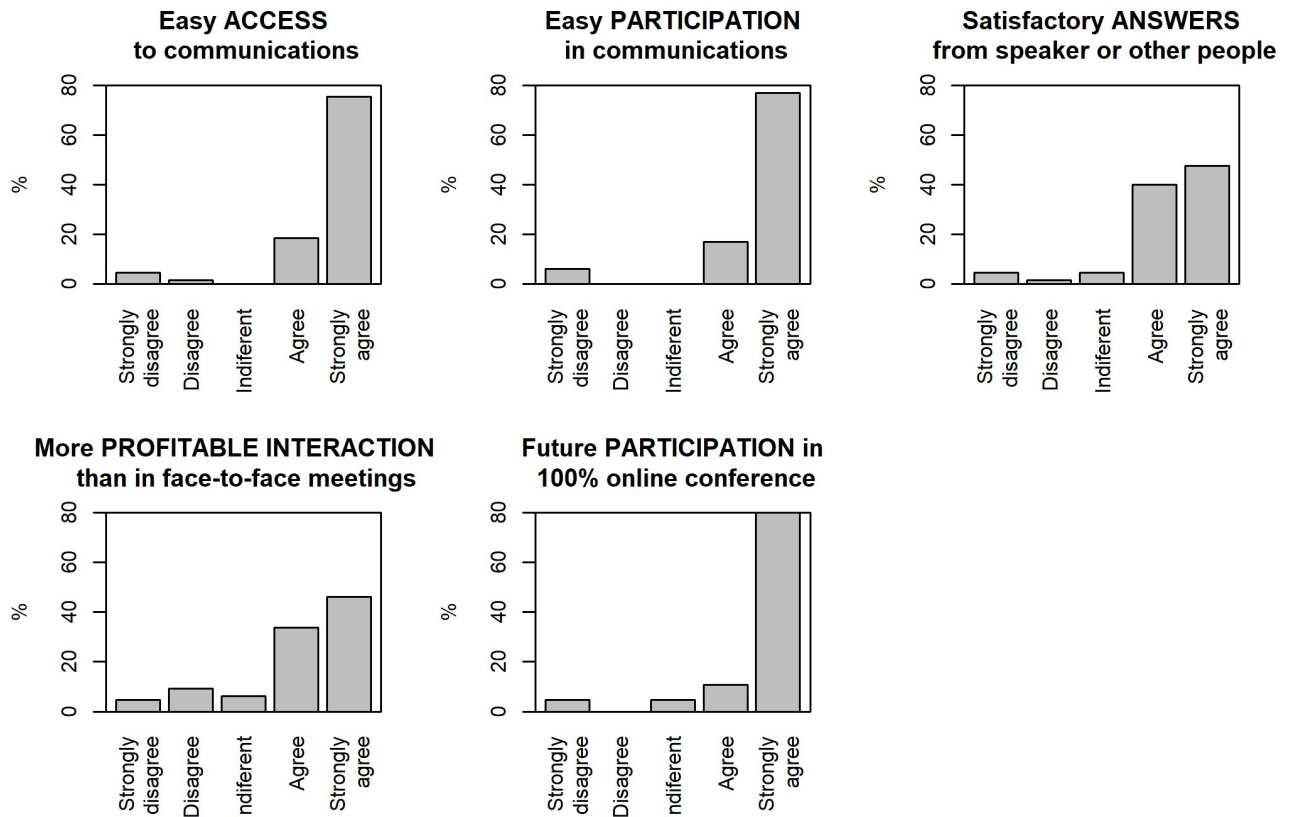 Easy ACCESS
to communications
%
80
60
40
20
0
Strongly
disagree
Disagree
Indiferent
Agree
Strongly
agree
Easy PARTICIPATION
in communications
%
80
60
40
20
0
Strongly
disagree
Disagree
Indiferent
Agree
Strongly
agree
Satisfactory ANSWERS
from speaker or other people
%
80
60
40
20
0
Strongly
disagree
Disagree
Indiferent
Agree
Strongly
agree
More PROFITABLE INTERACTION
than in face-to-face meetings
%
80
60
40
20
0
Strongly
disagree
Disagree
ndiferent
Agree
Strongly
agree
Future PARTICIPATION in
100% online conference
%
80
60
40
20
0
Strongly
disagree
Disagree
ndiferent
Agree
Strongly
agree